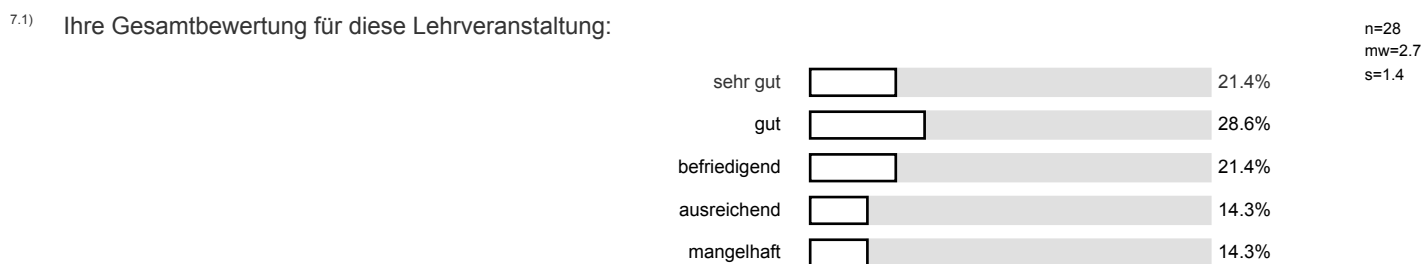 7.1) Ihre Gesamtbewertung für diese Lehrveranstaltung:
n=28
mw=2.7
s=1.4
sehr gut 21.4%
gut 28.6%
befriedigend 21.4%
ausreichend 14.3%
mangelhaft 14.3%